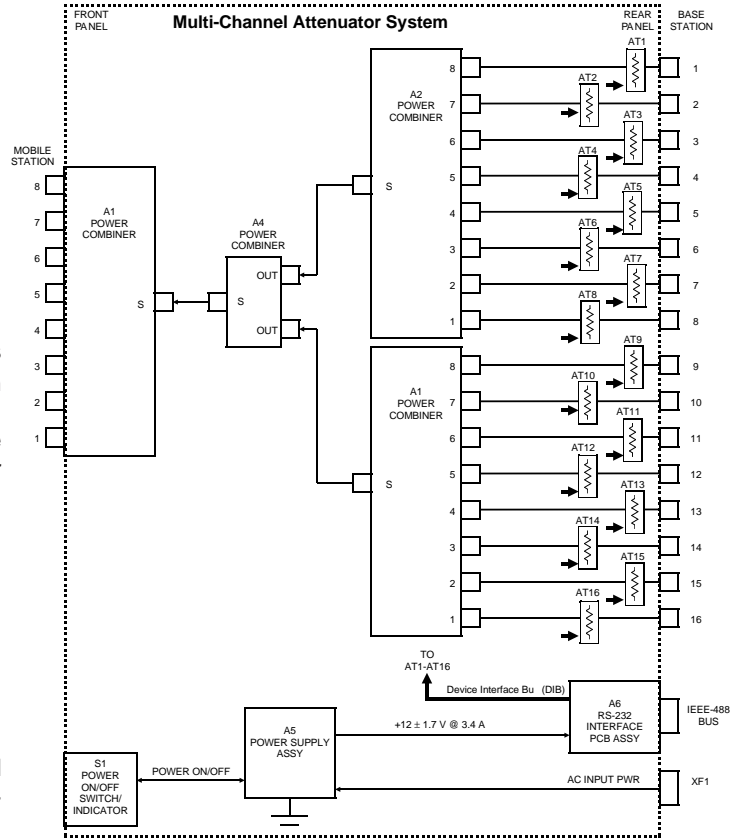 FRONT
PANEL
Multi-Channel Attenuator System
REAR
PANEL
BASE
STATION
MOBILE
STATION
8
7
6
5
4
3
2
1
A1
POWER
COMBINER
S
A4
POWER
COMBINER
S
OUT
OUT
A2
POWER
COMBINER
S
8
7
6
5
4
3
2
1
AT1
AT2
AT3
AT4
AT5
AT6
AT7
AT8
1
2
3
4
5
6
7
8
A1
POWER
COMBINER
S
8
7
6
5
4
3
2
1
AT9
AT10
AT11
AT12
AT13
AT14
AT15
AT16
9
10
11
12
13
14
15
16
TO
AT1-AT16
Device Interface Bu (DIB)
A6
RS-232
INTERFACE
PCB ASSY
IEEE-488
BUS
+12 ± 1.7 V @ 3.4 A
A5
POWER SUPPLY
ASSY
S1
POWER
ON/OFF
SWITCH/
INDICATOR
POWER ON/OFF
AC INPUT PWR
XF1